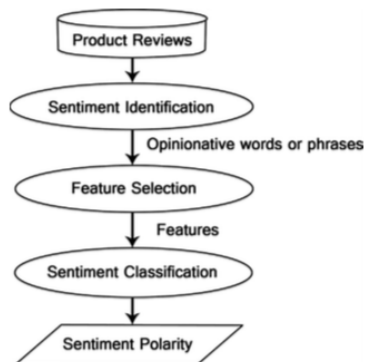 Product Reviews
Sentiment Identification
Opinionative words or phrases
Feature Selection
Features
Sentiment Classification
Sentiment Polarity